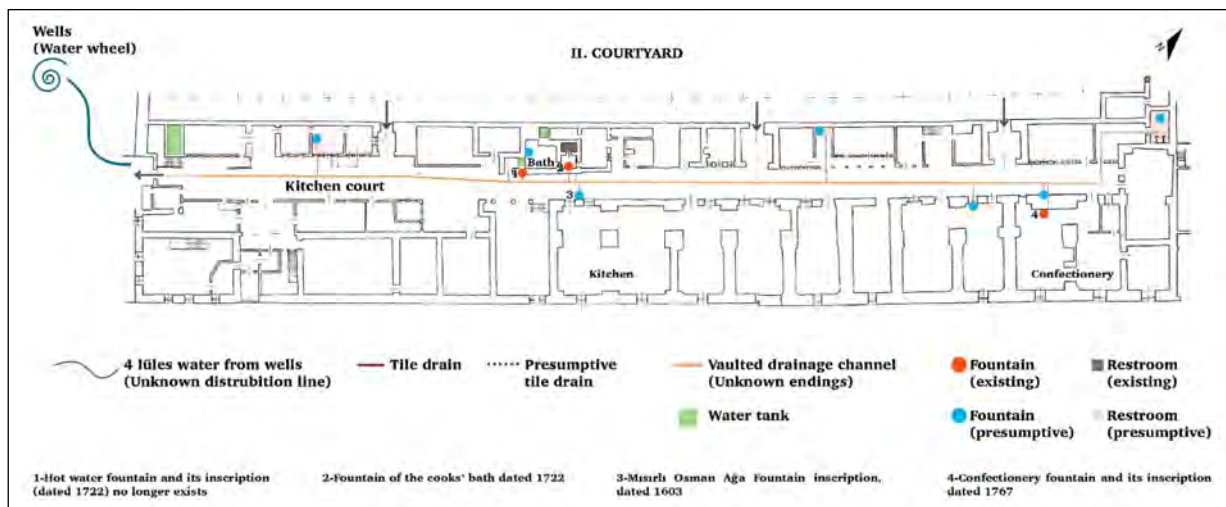 Wells
(Water wheel)
II. COURTYARD
N
Bath
1
2
3
Kitchen court
4
Kitchen
Confectionery
4 lüles water from wells
(Unknown distrubition line)
Tile drain
Presumptive
tile drain
Vaulted drainage channel
(Unknown endings)
Water tank
Fountain
(existing)
Restroom
(existing)
Fountain
(presumptive)
Restroom
(presumptive)
1-Hot water fountain and its inscription
(dated 1722) no longer exists
2-Fountain of the cooks' bath dated 1722
3-Mısırlı Osman Ağa Fountain inscription,
dated 1603
4-Confectionery fountain and its inscription
dated 1767